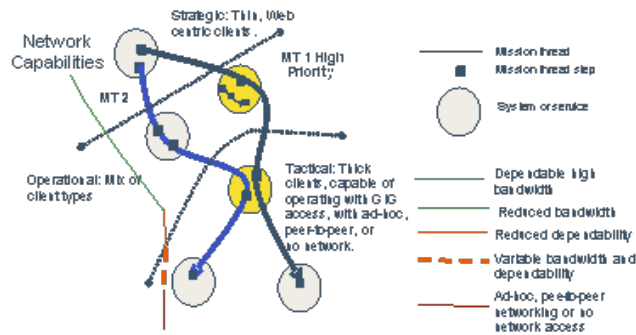 Strategic: Thin, Web
centric clients.
Network
Capabilities
MT 1 High
Priority
MT 2
Operational: Mix of
client types
Tactical: Thick
clients, capable of
operating with GIG
access, with ad-hoc,
peer-to-peer, or
no network.
Mission thread
Mission thread step
System or service
Dependable high
bandwidth
Reduced bandwidth
Reduced dependability
Variable bandwidth and
dependability
Ad-hoc, peer-to-peer
networking or no
network access